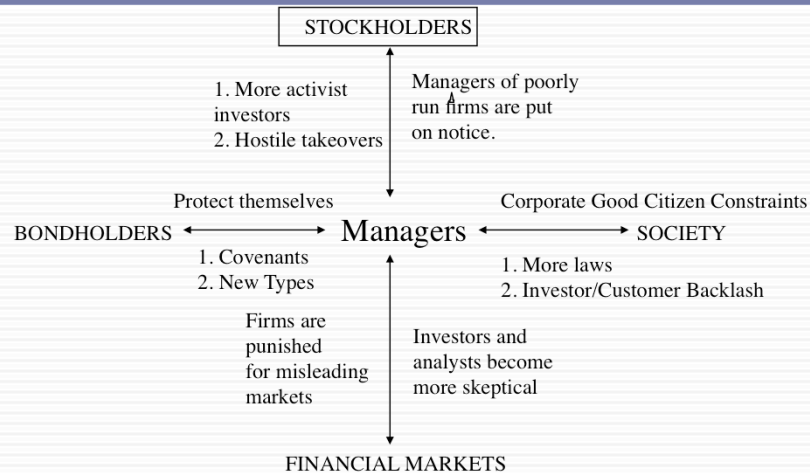 STOCKHOLDERS
1. More activist
investors
2. Hostile takeovers
Managers of poorly
run firms are put
on notice.
Protect themselves
Corporate Good Citizen Constraints
BONDHOLDERS
Managers
SOCIETY
1. Covenants
2. New Types
1. More laws
2. Investor/Customer Backlash
Firms are
punished
for misleading
markets
Investors and
analysts become
more skeptical
FINANCIAL MARKETS